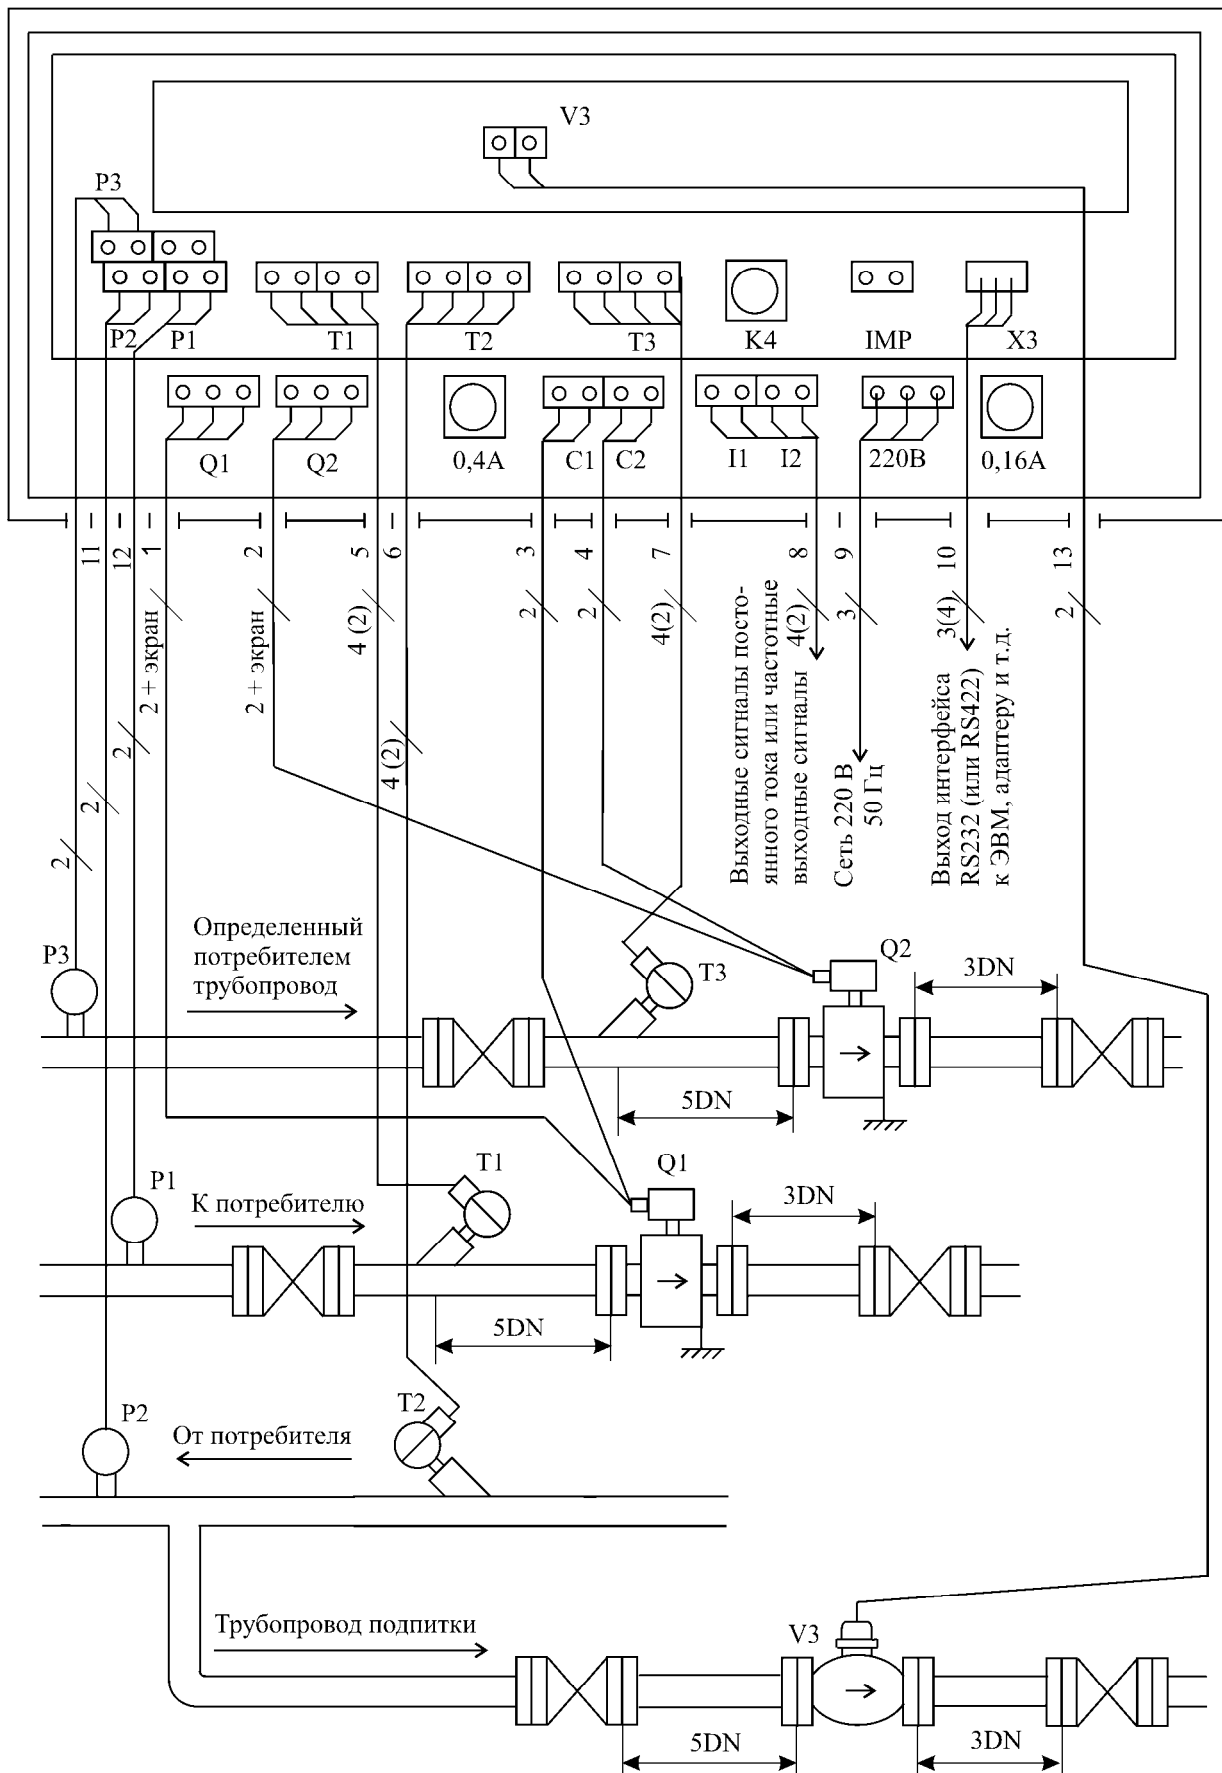 V3
P3
P2
P1
T1
T2
T3
K4
IMP
X3
Q1
Q2
0,4А
C1
C2
I1
I2
220В
0,16А
11
12
1
2
5
6
3
4
7
8
9
10
13
2 + экран
2 + экран
4 (2)
4 (2)
2
2
4(2)
4(2)
3
3(4)
2
2
2
2
Выходные сигналы посто-
янного тока или частотные
выходные сигналы
Сеть 220 В
50 Гц
Выход интерфейса
RS232 (или RS422)
к ЭВМ, адаптеру и т.д.
P3
Определенный
потребителем
трубопровод
T3
Q2
3DN
5DN
P1
К потребителю
T1
Q1
3DN
5DN
P2
От потребителя
T2
Трубопровод подпитки
V3
5DN
3DN